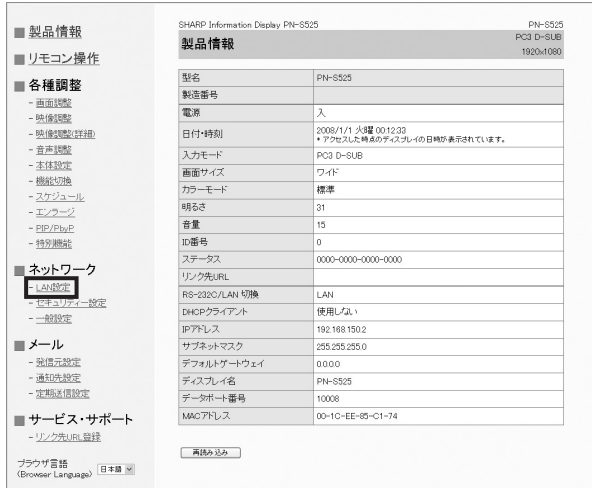 ■ 製品情報
■ リモコン操作
■ 各種調整
- 画面調整
- 映像調整
- 映像調整(詳細)
- 音声調整
- 本体設定
- 機能切換
- スケジュール
- エンラージ
- PIP/PbyP
- 特別機能
■ ネットワーク
- LAN設定
- セキュリティー設定
- 一般設定
■ メール
- 発信元設定
- 通知先設定
- 定期送信設定
■ サービス・サポート
- リンク先URL登録
ブラウザ言語
(Browser Language) 日本語
SHARP Information Display PN-S525 PN-S525
製品情報 PC3 D-SUB
1920x1080
型名 PN-S525
製造番号
電源 入
日付・時刻 2008/1/1 火曜 00:12:33
* アクセスした時点のディスプレイの日時が表示されています。
入力モード PC3 D-SUB
画面サイズ ワイド
カラーモード 標準
明るさ 31
音量 15
ID番号 0
ステータス 0000-0000-0000-0000
リンク先URL
RS-232C/LAN 切換 LAN
DHCPクライアント 使用しない
IPアドレス 192.168.150.2
サブネットマスク 255.255.255.0
デフォルトゲートウェイ 0.0.0.0
ディスプレイ名 PN-S525
データポート番号 10008
MACアドレス 00-1C-EE-85-C1-74
再読み込み